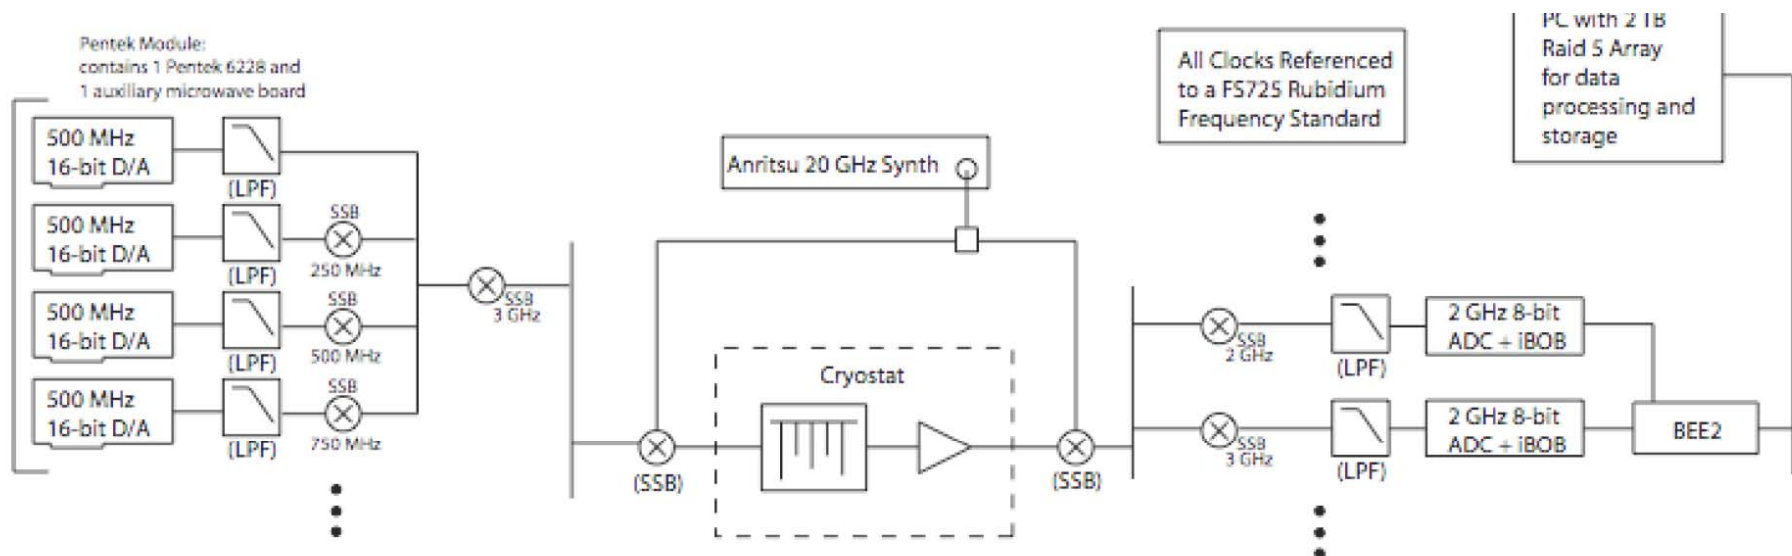 Pentek Module:
contains 1 Pentek 6228 and
1 auxiliary microwave board
500 MHz
16-bit D/A
(LPF)
500 MHz
16-bit D/A
(LPF)
SSB
250 MHz
500 MHz
16-bit D/A
(LPF)
SSB
500 MHz
500 MHz
16-bit D/A
(LPF)
SSB
750 MHz
SSB
3 GHz
Anritsu 20 GHz Synth
(SSB)
Cryostat
(SSB)
All Clocks Referenced
to a FS725 Rubidium
Frequency Standard
PC with 2 TB
Raid 5 Array
for data
processing and
storage
SSB
2 GHz
(LPF)
2 GHz 8-bit
ADC + iBOB
SSB
3 GHz
(LPF)
2 GHz 8-bit
ADC + iBOB
BEE2